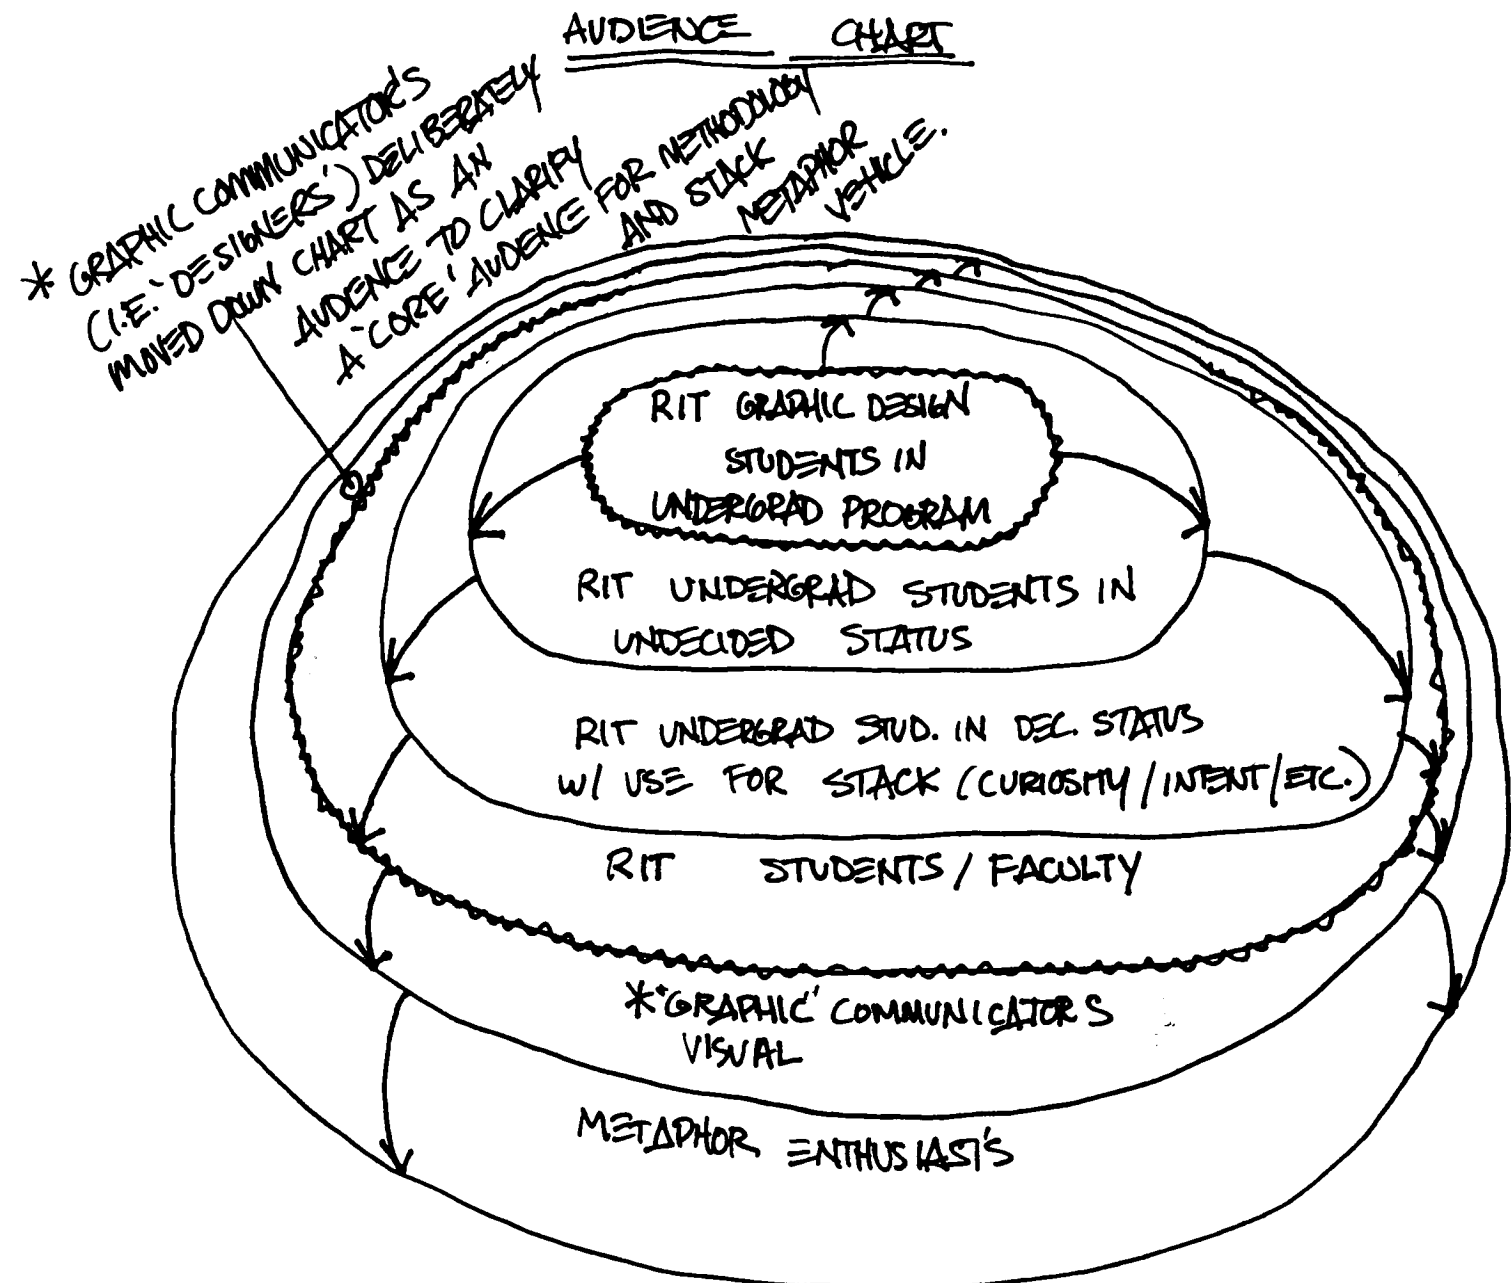 AUDIENCE CHART
* GRAPHIC COMMUNICATOR'S
(I.E. 'DESIGNERS') DELIBERATELY
MOVED DOWN CHART AS AN
AUDIENCE TO CLARIFY
A 'CORE' AUDENCE FOR METHODOLOGY
AND STACK
METAPHOR
VEHICLE.
RIT GRAPHIC DESIGN
STUDENTS IN
UNDERGRAD PROGRAM
RIT UNDERGRAD STUDENTS IN
UNDECIDED STATUS
RIT UNDERGRAD STUD. IN DEC. STATUS
W/ USE FOR STACK (CURIOSITY/INTENT/ETC.)
RIT STUDENTS / FACULTY
* "GRAPHIC" COMMUNICATORS
VISUAL
METAPHOR ENTHUSIAST'S